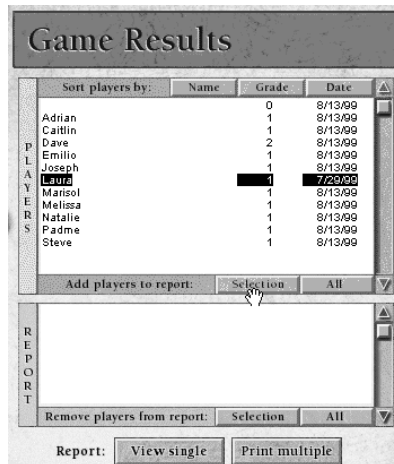 Game Results
Sort players by: Name Grade Date
0 8/13/99
Adrian 1 8/13/99
Caitlin 1 8/13/99
Dave 2 8/13/99
Emilio 1 8/13/99
Joseph 1 8/13/99
Laura 1 7/29/99
Marisol 1 8/13/99
Melissa 1 8/13/99
Natalie 1 8/13/99
Padme 1 8/13/99
Steve 1 8/13/99
PLAYERS
Add players to report: Selection All
REPORT
Remove players from report: Selection All
Report: View single Print multiple